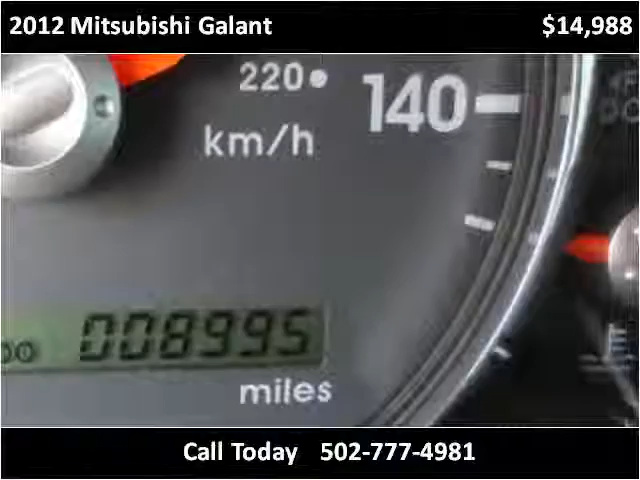 2012 Mitsubishi Galant $14,988
220 140
km/h
008995
miles
Call Today 502-777-4981